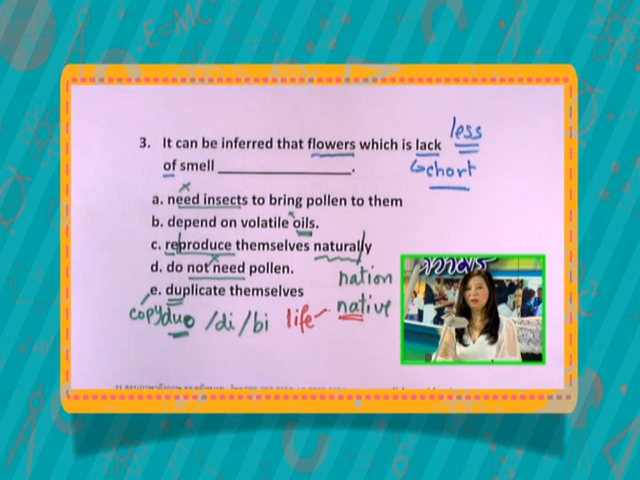 E=MC
3. It can be inferred that flowers which is lack less
of smell ____________________. short
a. need insects to bring pollen to them
b. depend on volatile oils.
c. reproduce themselves naturally
d. do not need pollen.
nation
e. duplicate themselves
copy duo /di/bi life native